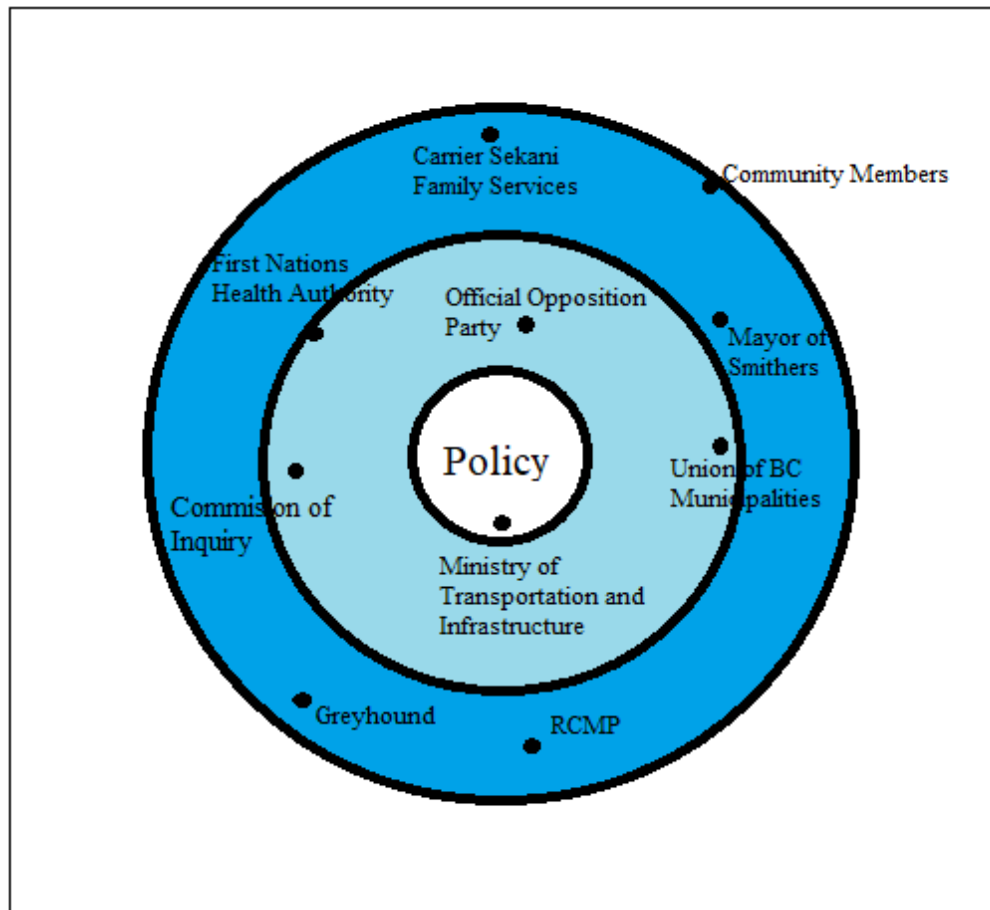 Carrier Sekani
Family Services
Community Members
First Nations
Health Authority
Official Opposition
Party
Mayor of
Smithers
Policy
Union of BC
Municipalities
Commision of
Inquiry
Ministry of
Transportation and
Infrastructure
Greyhound
RCMP